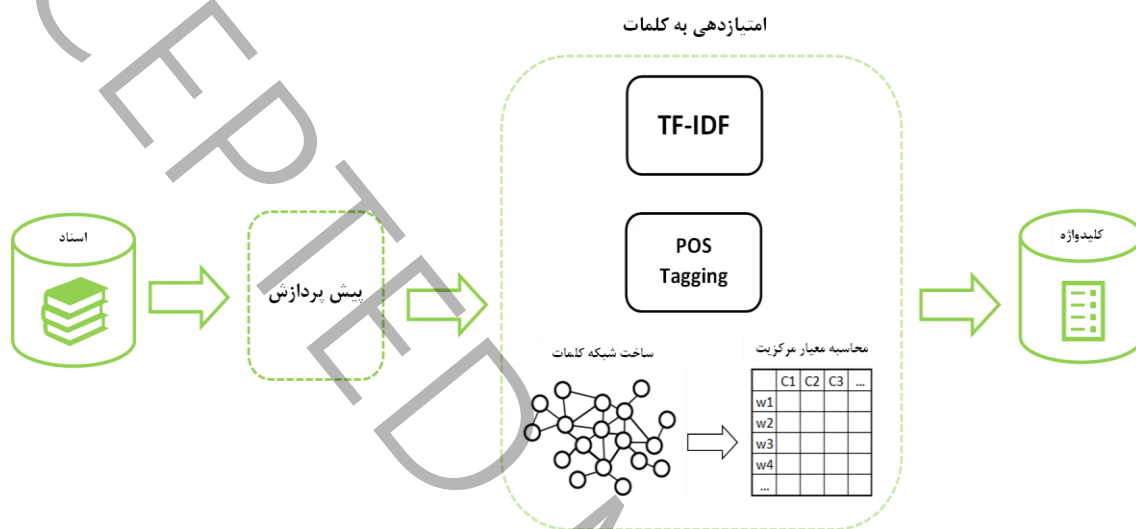 امتیازدهی به کلمات
TF-IDF
POS
Tagging
اسناد
پیش پردازش
کلیدواژه
ساخت شبکه کلمات
محاسبه معیار مرکزیت
C1 C2 C3 ...
w1
w2
w3
w4
...
CEPTED